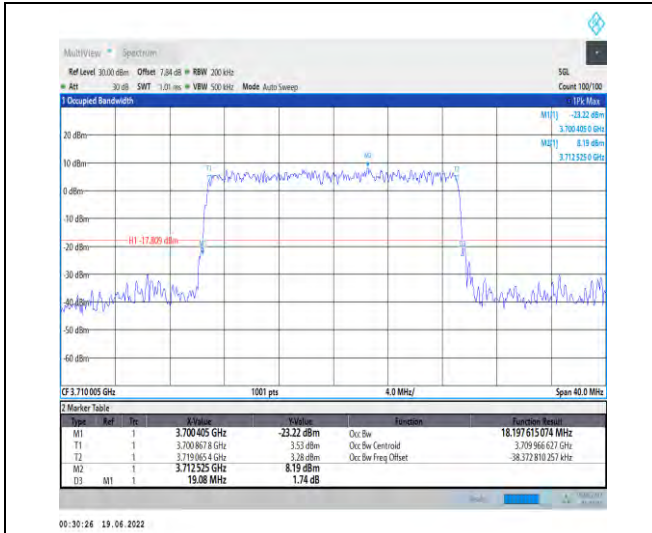 MultiView Spectrum
Ref Level 30.00 dBm Offset 7.84 dB RBW 200 kHz SGL
Att 30 dB SWT 1.01 ms VBW 500 kHz Mode Auto Sweep Count 100/100
1 Occupied Bandwidth 1Pk Max
M1[1] -23.22 dBm
3.700 405 0 GHz
M2[1] 8.19 dBm
3.712 525 0 GHz
20 dBm
M2
10 dBm
T1 T2
0 dBm
-10 dBm
H1 -17.809 dBm
-20 dBm
-30 dBm
-40 dBm
-50 dBm
-60 dBm
CF 3.710 005 GHz 1001 pts 4.0 MHz/ Span 40.0 MHz
2 Marker Table
Type Ref Trc X-Value Y-Value Function Function Result
M1 1 3.700 405 GHz -23.22 dBm Occ Bw 18.197 615 074 MHz
T1 1 3.700 867 8 GHz 3.53 dBm Occ Bw Centroid 3.709 966 627 GHz
T2 1 3.719 065 4 GHz 3.28 dBm Occ Bw Freq Offset -38.372 810 257 kHz
M2 1 3.712 525 GHz 8.19 dBm
D3 M1 1 19.08 MHz 1.74 dB
00:30:26 19.06.2022